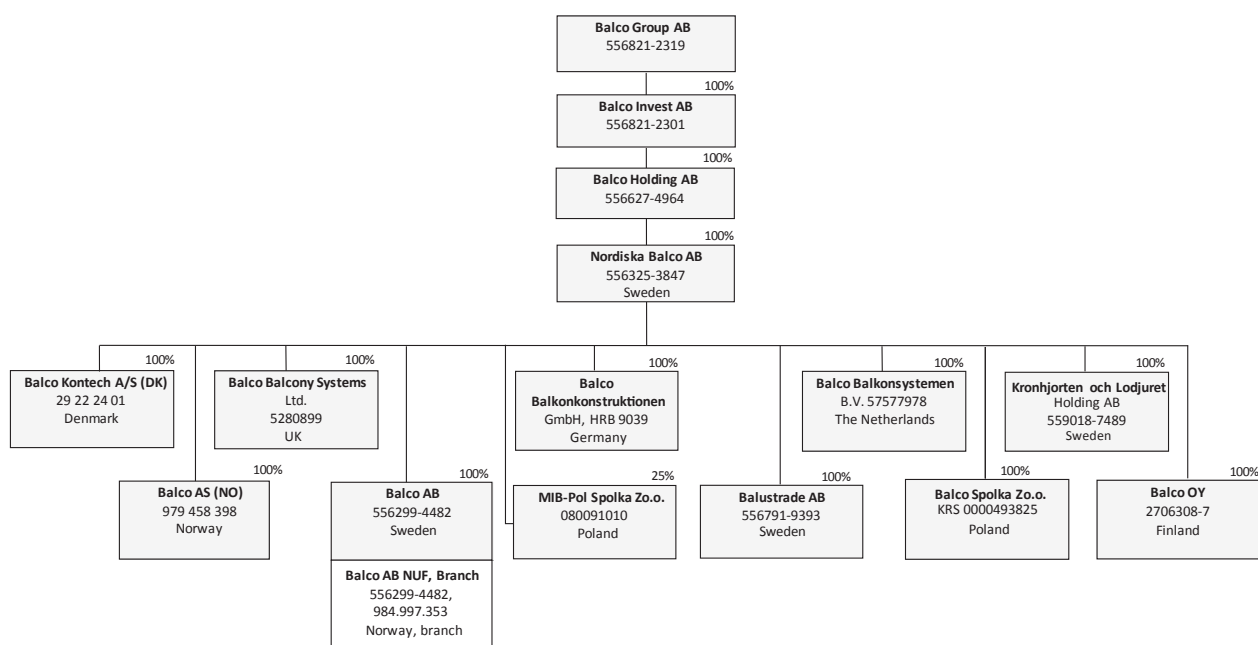 Balco Group AB
556821-2319
100%
Balco Invest AB
556821-2301
100%
Balco Holding AB
556627-4964
100%
Nordiska Balco AB
556325-3847
Sweden
100%
Balco Kontech A/S (DK)
29 22 24 01
Denmark
100%
Balco Balcony Systems
Ltd.
5280899
UK
100%
Balco
Balkonkonstruktionen
GmbH, HRB 9039
Germany
100%
Balco Balkonsystemen
B.V. 57577978
The Netherlands
100%
Kronhjorten och Lodjuret
Holding AB
559018-7489
Sweden
100%
Balco AS (NO)
979 458 398
Norway
100%
Balco AB
556299-4482
Sweden
Balco AB NUF, Branch
556299-4482,
984.997.353
Norway, branch
25%
MIB-Pol Spolka Zo.o.
080091010
Poland
100%
Balustrade AB
556791-9393
Sweden
100%
Balco Spolka Zo.o.
KRS 0000493825
Poland
100%
Balco OY
2706308-7
Finland